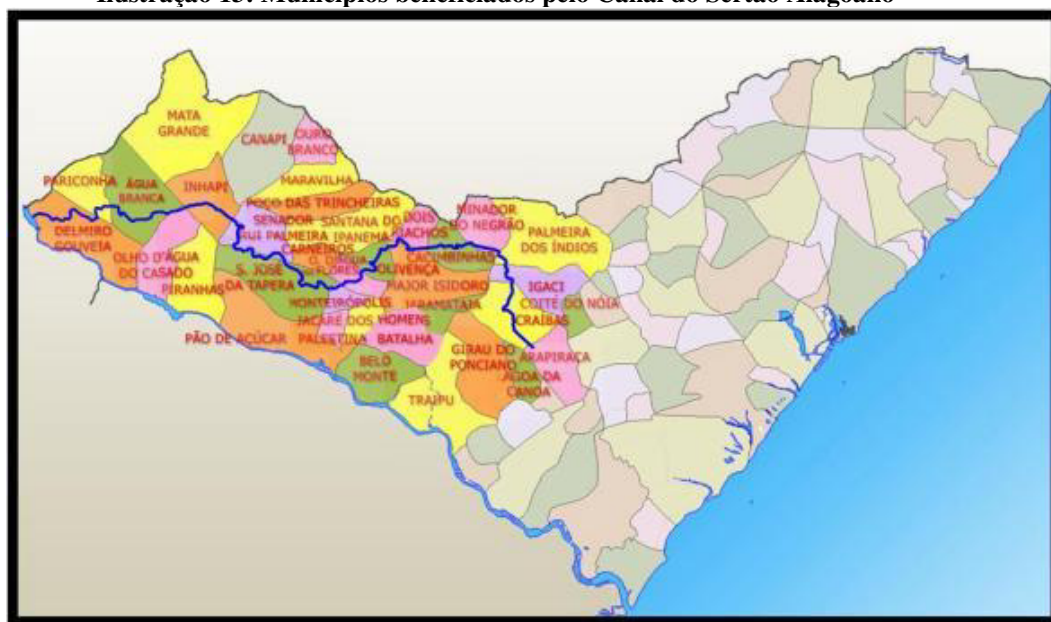 Ilustração 15: Municípios beneficiados pelo Canal do Sertão Alagoano
MATA
GRANDE
CANAPI
OURO
BRANCO
PARICONHA
ÁGUA
BRANCA
INHAPI
MARAVILHA
POÇO DAS TRINCHEIRAS
DELMIRO
GOUVEIA
SENADOR
RUI PALMEIRA
SANTANA DO
IPANEMA
DOIS
RIACHOS
MINADOR
DO NEGRÃO
PALMEIRA
DOS ÍNDIOS
CARNEIROS
CACIMBINHAS
OLHO D'ÁGUA
DO CASADO
PIRANHAS
S. JOSÉ
DA TAPERA
FLORES
OLIVENÇA
MAJOR ISIDORO
IGACI
COITÉ DO NÓIA
MONTEIRÓPOLIS
JARAMATAIA
CRAÍBAS
JACARÉ DOS HOMENS
PÃO DE AÇÚCAR
PALESTINA
BATALHA
BELO
MONTE
GIRAU DO
PONCIANO
ARAPIRACA
AGOA DA
CANOA
TRAIPU